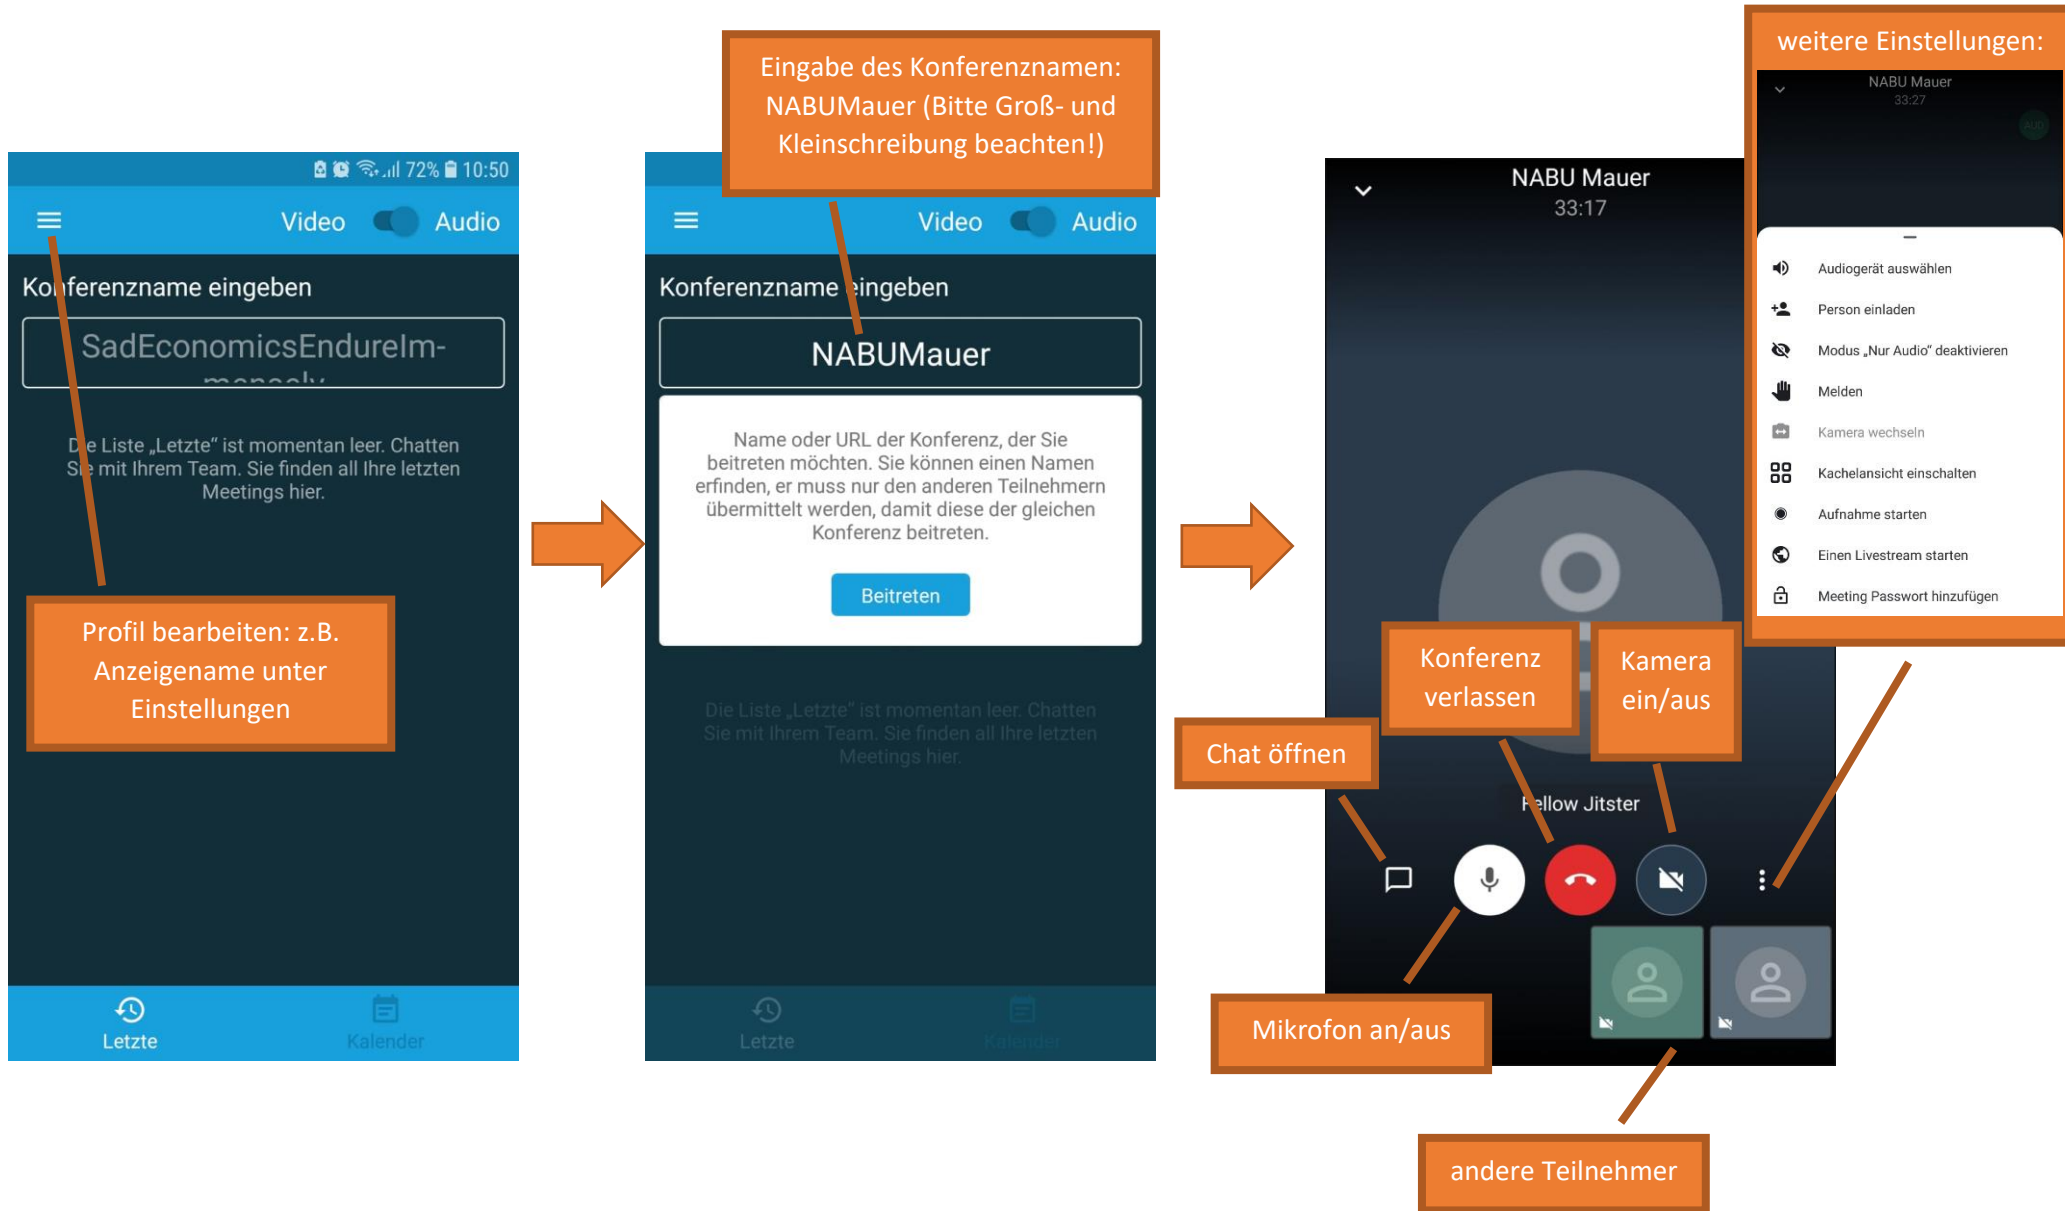 72% 10:50
Video Audio
Konferenzname eingeben
SadEconomicsEndureIm-
mensely
Die Liste „Letzte“ ist momentan leer. Chatten
Sie mit Ihrem Team. Sie finden all Ihre letzten
Meetings hier.
Profil bearbeiten: z.B.
Anzeigename unter
Einstellungen
Letzte
Kalender
Eingabe des Konferenznamen:
NABUMauer (Bitte Groß- und
Kleinschreibung beachten!)
Video Audio
Konferenzname eingeben
NABUMauer
Name oder URL der Konferenz, der Sie
beitreten möchten. Sie können einen Namen
erfinden, er muss nur den anderen Teilnehmern
übermittelt werden, damit diese der gleichen
Konferenz beitreten.
Beitreten
Die Liste „Letzte“ ist momentan leer. Chatten
Sie mit Ihrem Team. Sie finden all Ihre letzten
Meetings hier.
Letzte
Kalender
NABU Mauer
33:17
Konferenz
verlassen
Kamera
ein/aus
Chat öffnen
Fellow Jitster
Mikrofon an/aus
andere Teilnehmer
weitere Einstellungen:
NABU Mauer
33:27
AUD
Audiogerät auswählen
Person einladen
Modus „Nur Audio“ deaktivieren
Melden
Kamera wechseln
Kachelansicht einschalten
Aufnahme starten
Einen Livestream starten
Meeting Passwort hinzufügen